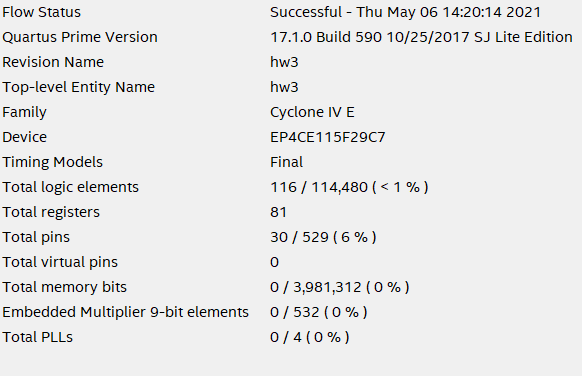 Flow Status Successful - Thu May 06 14:20:14 2021
Quartus Prime Version 17.1.0 Build 590 10/25/2017 SJ Lite Edition
Revision Name hw3
Top-level Entity Name hw3
Family Cyclone IV E
Device EP4CE115F29C7
Timing Models Final
Total logic elements 116 / 114,480 ( < 1 % )
Total registers 81
Total pins 30 / 529 ( 6 % )
Total virtual pins 0
Total memory bits 0 / 3,981,312 ( 0 % )
Embedded Multiplier 9-bit elements 0 / 532 ( 0 % )
Total PLLs 0 / 4 ( 0 % )